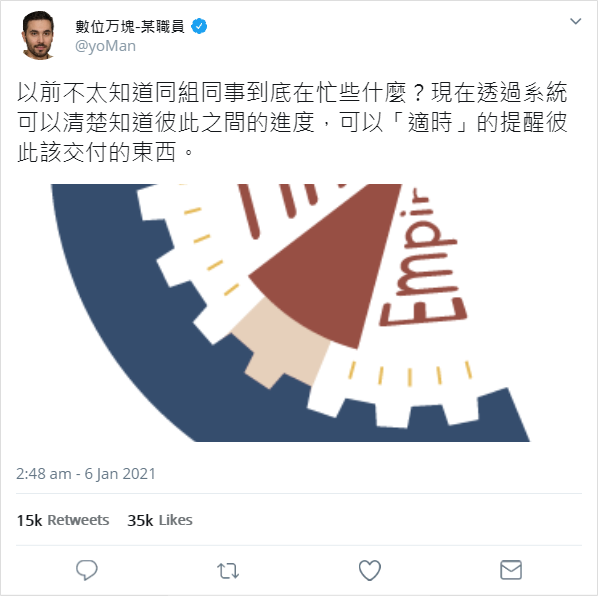 數位万塊-某職員
@yoMan
以前不太知道同組同事到底在忙些什麼？現在透過系統
可以清楚知道彼此之間的進度，可以「適時」的提醒彼
此該交付的東西。
Empir
2:48 am - 6 Jan 2021
15k Retweets 35k Likes